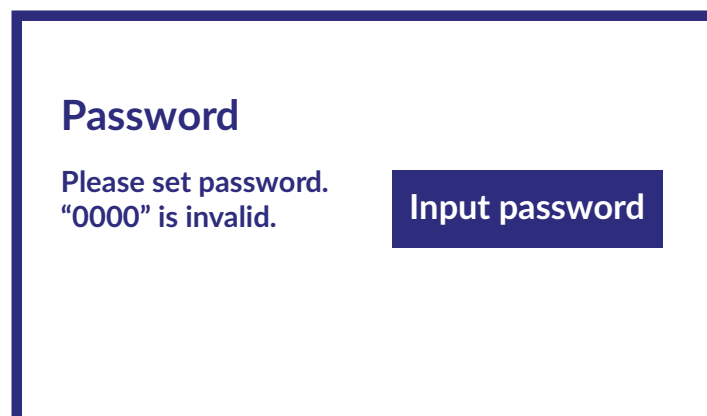 Password
Please set password.
“0000” is invalid.
Input password